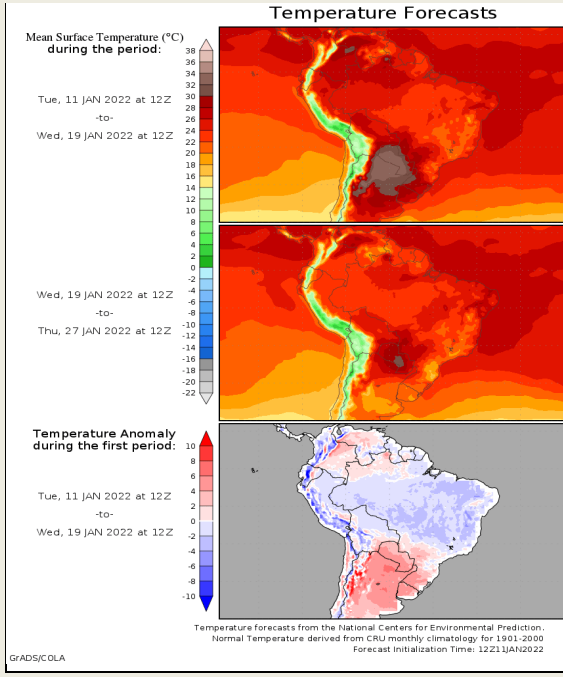 Temperature Forecasts
Mean Surface Temperature (°C)
during the period:
38
36
34
32
30
28
26
24
22
20
18
16
14
12
10
8
6
4
2
0
-2
-4
-6
-8
-10
-12
-14
-16
-18
-20
-22
Tue, 11 JAN 2022 at 12Z
-to-
Wed, 19 JAN 2022 at 12Z
Wed, 19 JAN 2022 at 12Z
-to-
Thu, 27 JAN 2022 at 12Z
Temperature Anomaly
during the first period:
10
8
6
4
2
0
-2
-4
-6
-8
-10
Tue, 11 JAN 2022 at 12Z
-to-
Wed, 19 JAN 2022 at 12Z
Temperature forecasts from the National Centers for Environmental Prediction.
Normal Temperature derived from CRU monthly climatology for 1901-2000
Forecast Initialization Time: 12Z11JAN2022
GrADS/COLA